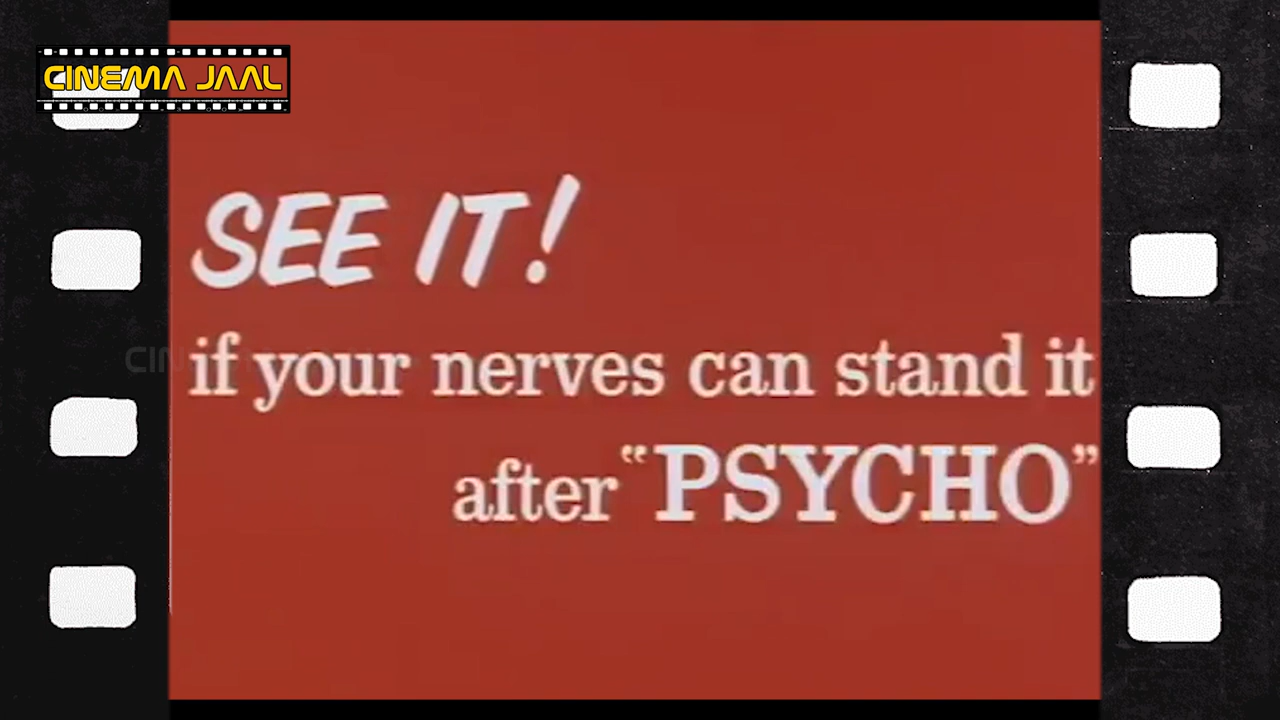 CINEMA JAAL
SEE IT!
if your nerves can stand it
after “PSYCHO”